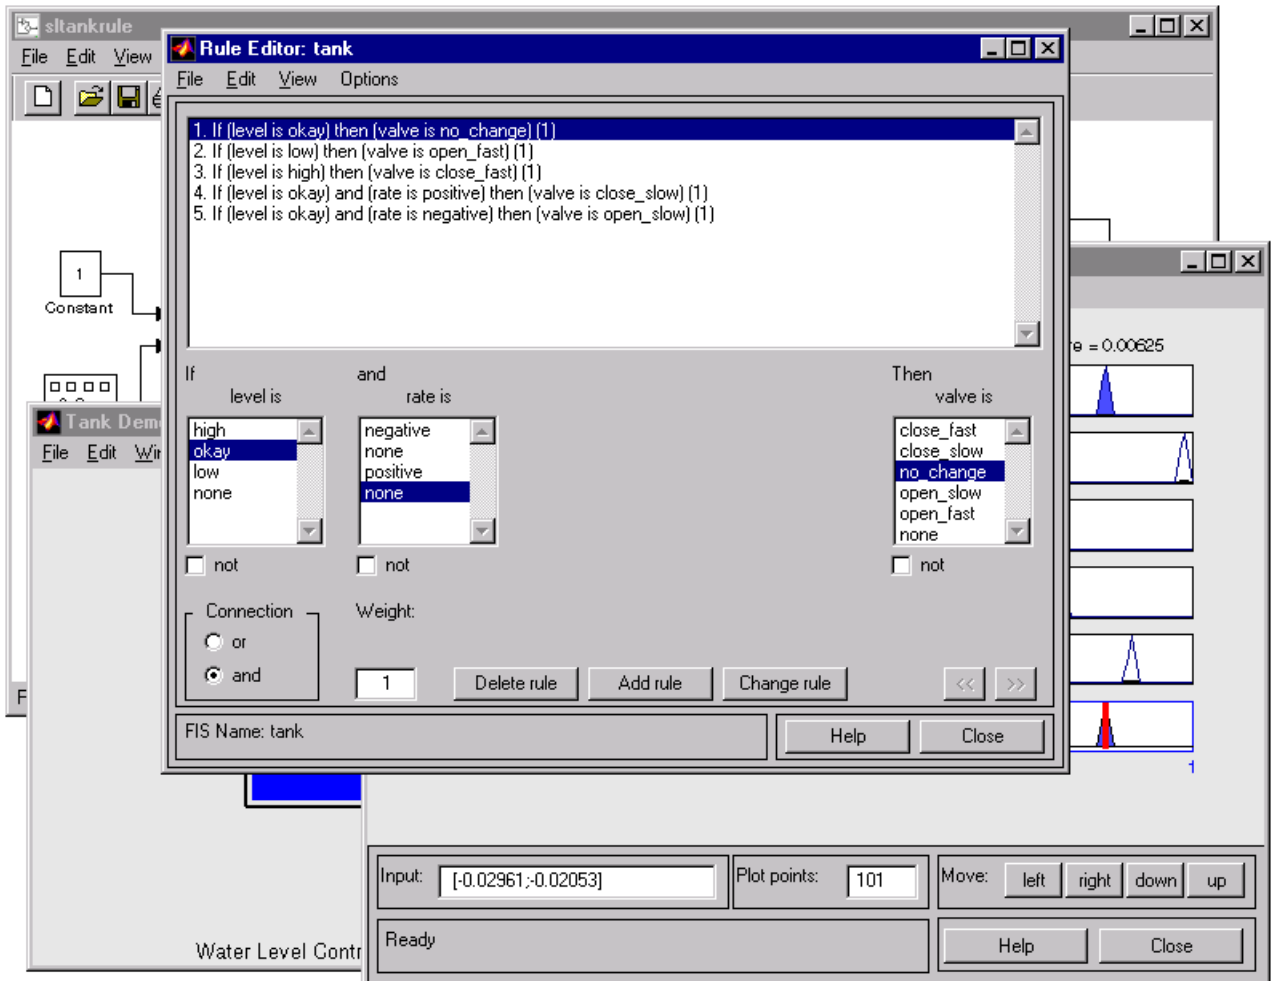 sltankrule
File Edit View
Rule Editor: tank
File Edit View Options
1. If (level is okay) then (valve is no_change) (1)
2. If (level is low) then (valve is open_fast) (1)
3. If (level is high) then (valve is close_fast) (1)
4. If (level is okay) and (rate is positive) then (valve is close_slow) (1)
5. If (level is okay) and (rate is negative) then (valve is open_slow) (1)
1
Constant
= 0.00625
If and Then
level is rate is valve is
high
okay
low
none
negative
none
positive
none
close_fast
close_slow
no_change
open_slow
open_fast
none
not not not
Connection
or
and
Weight:
1
Delete rule Add rule Change rule << >>
FIS Name: tank
Help Close
Tank Dem
File Edit Wi
1
Input: [-0.02961;-0.02053]
Plot points: 101
Move: left right down up
Ready
Help Close
Water Level Contr